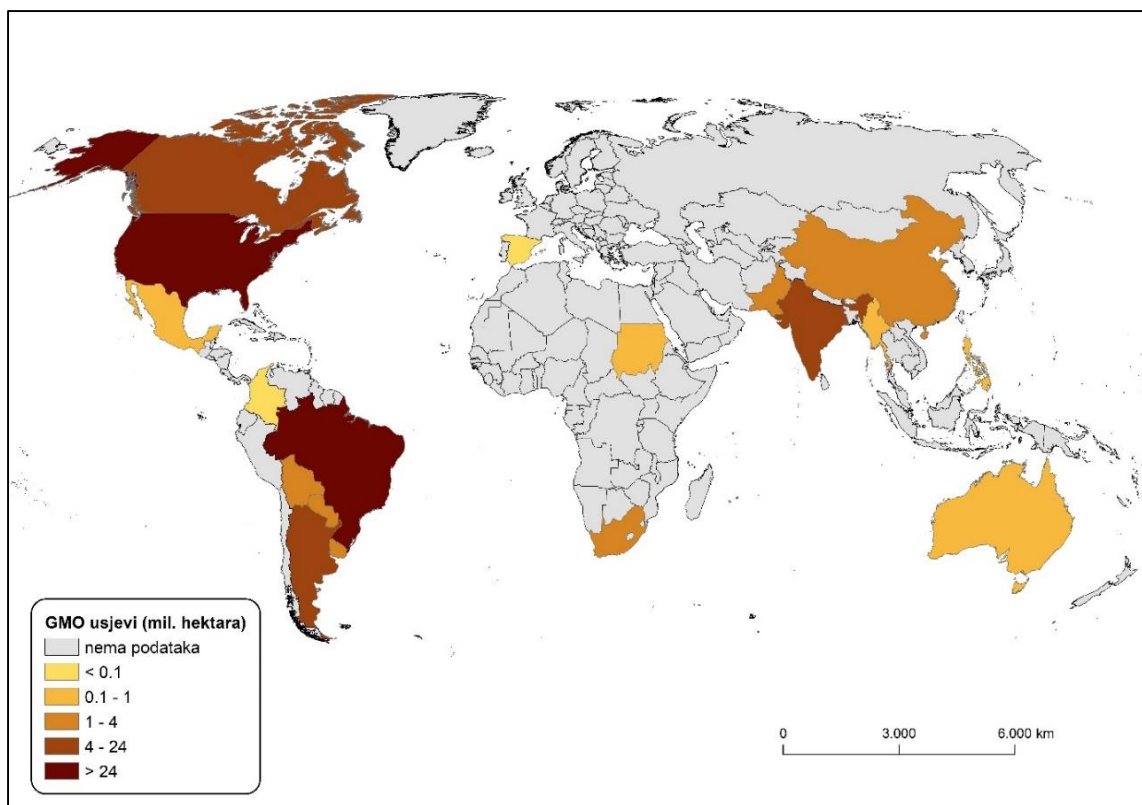 GMO usjevi (mil. hektara)
nema podataka
< 0.1
0.1 - 1
1 - 4
4 - 24
> 24
0 3.000 6.000 km